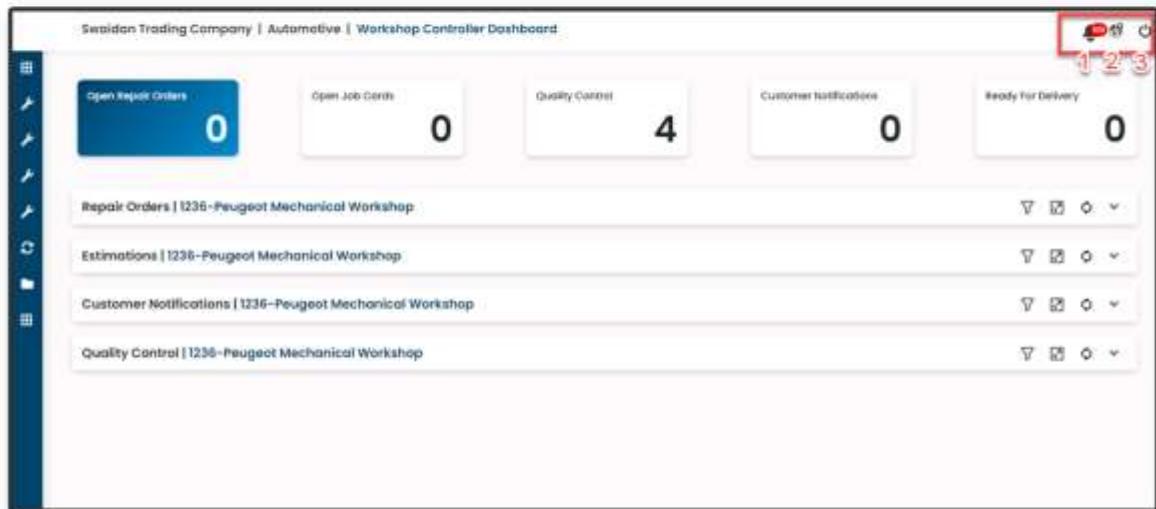 Swaidan Trading Company | Automotive | Workshop Controller Dashboard
1 2 3
Open Repair Orders
0
Open Job Cards
0
Quality Control
4
Customer Notifications
0
Ready For Delivery
0
Repair Orders | 1236-Peugeot Mechanical Workshop
Estimations | 1236-Peugeot Mechanical Workshop
Customer Notifications | 1236-Peugeot Mechanical Workshop
Quality Control | 1236-Peugeot Mechanical Workshop